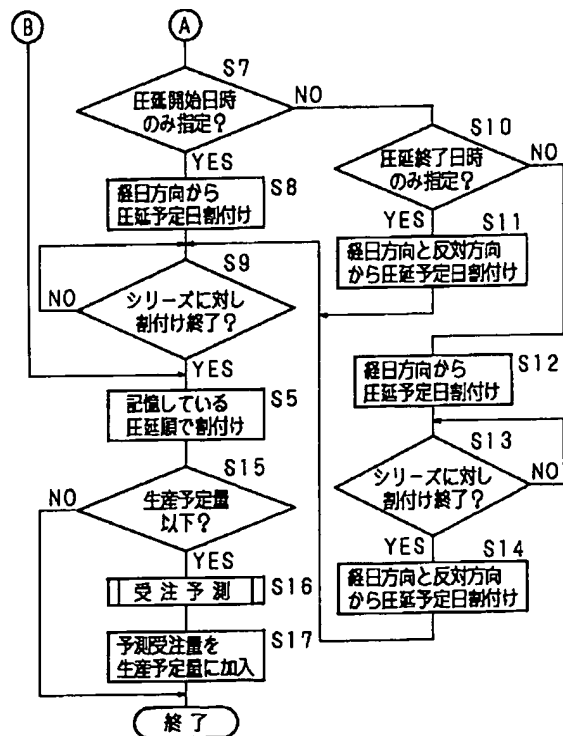 B
A
S7
圧延開始日時
のみ指定?
NO
YES
S10
圧延終了日時
のみ指定?
NO
YES
S8
経日方向から
圧延予定日割付け
S11
経日方向と反対方向
から圧延予定日割付け
S9
シリーズに対し
割付け終了?
NO
YES
S12
経日方向から
圧延予定日割付け
S5
記憶している
圧延順で割付け
S13
シリーズに対し
割付け終了?
NO
YES
S15
生産予定量
以下?
NO
YES
S14
経日方向と反対方向
から圧延予定日割付け
受注予測
S16
予測受注量を
生産予定量に加入
S17
終了